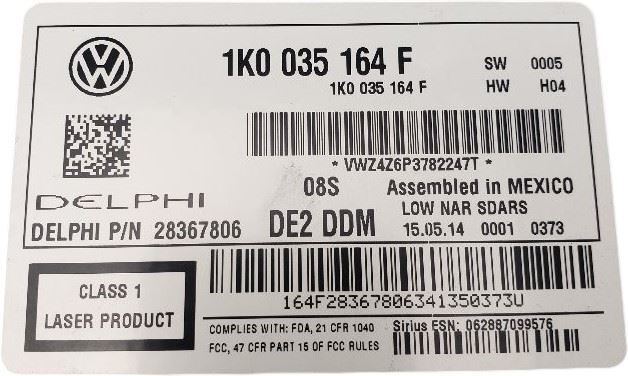 VW
1K0 035 164 F SW 0005
1K0 035 164 F HW H04
* VWZ4Z6P3782247T *
DELPHI 08S Assembled in MEXICO
LOW NAR SDARS
DELPHI P/N 28367806 DE2 DDM 15.05.14 0001 0373
CLASS 1
LASER PRODUCT
164F28367806341350373U
COMPLIES WITH: FDA, 21 CFR 1040 Sirius ESN: 062887099576
FCC, 47 CFR PART 15 OF FCC RULES